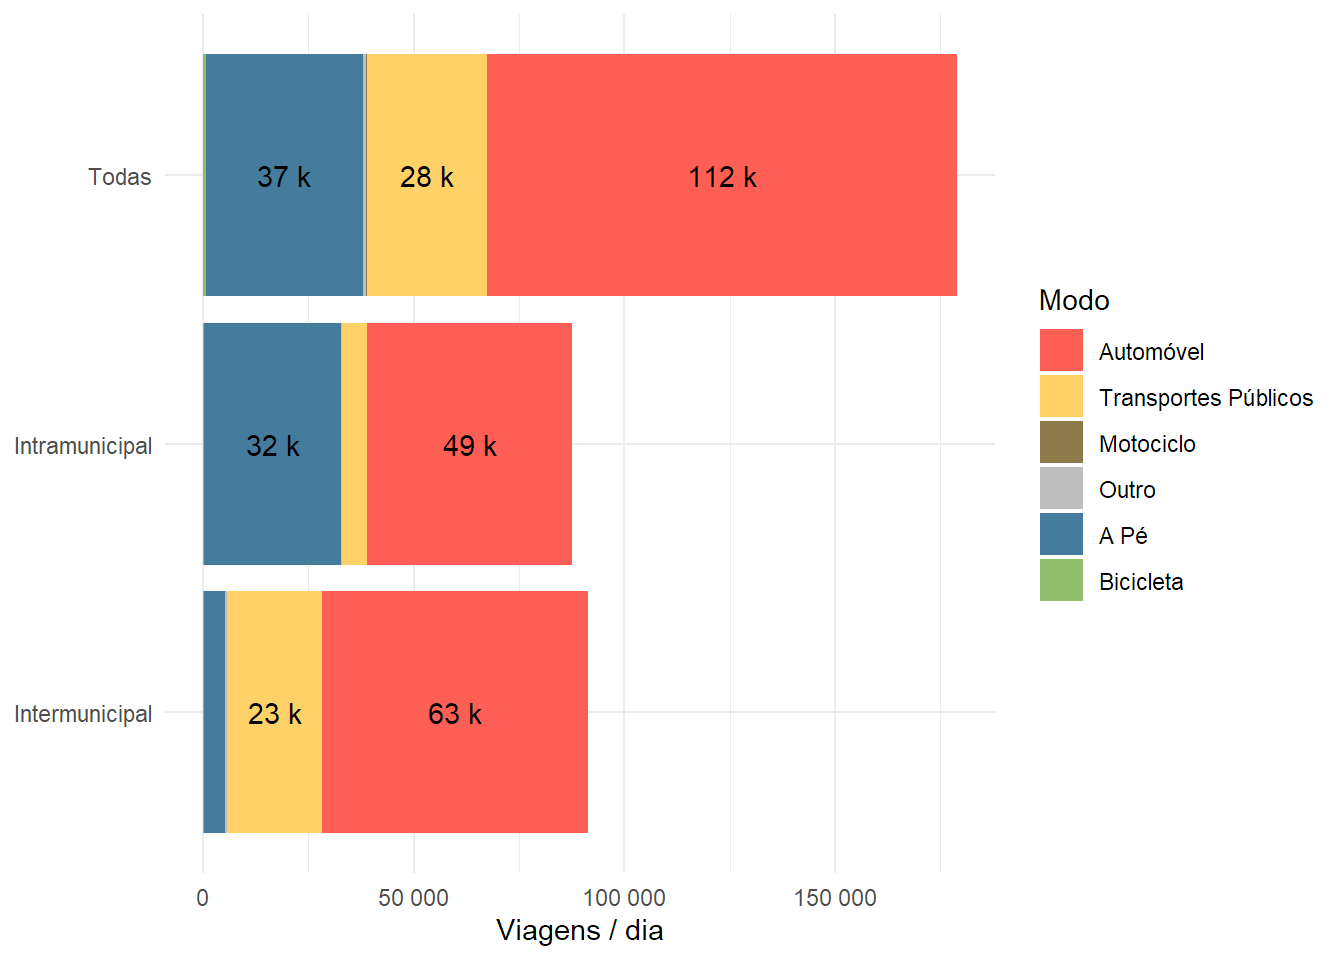 Todas
37 k
28 k
112 k
Intramunicipal
32 k
49 k
Intermunicipal
23 k
63 k
0
50 000
100 000
150 000
Viagens / dia
Modo
Automóvel
Transportes Públicos
Motociclo
Outro
A Pé
Bicicleta